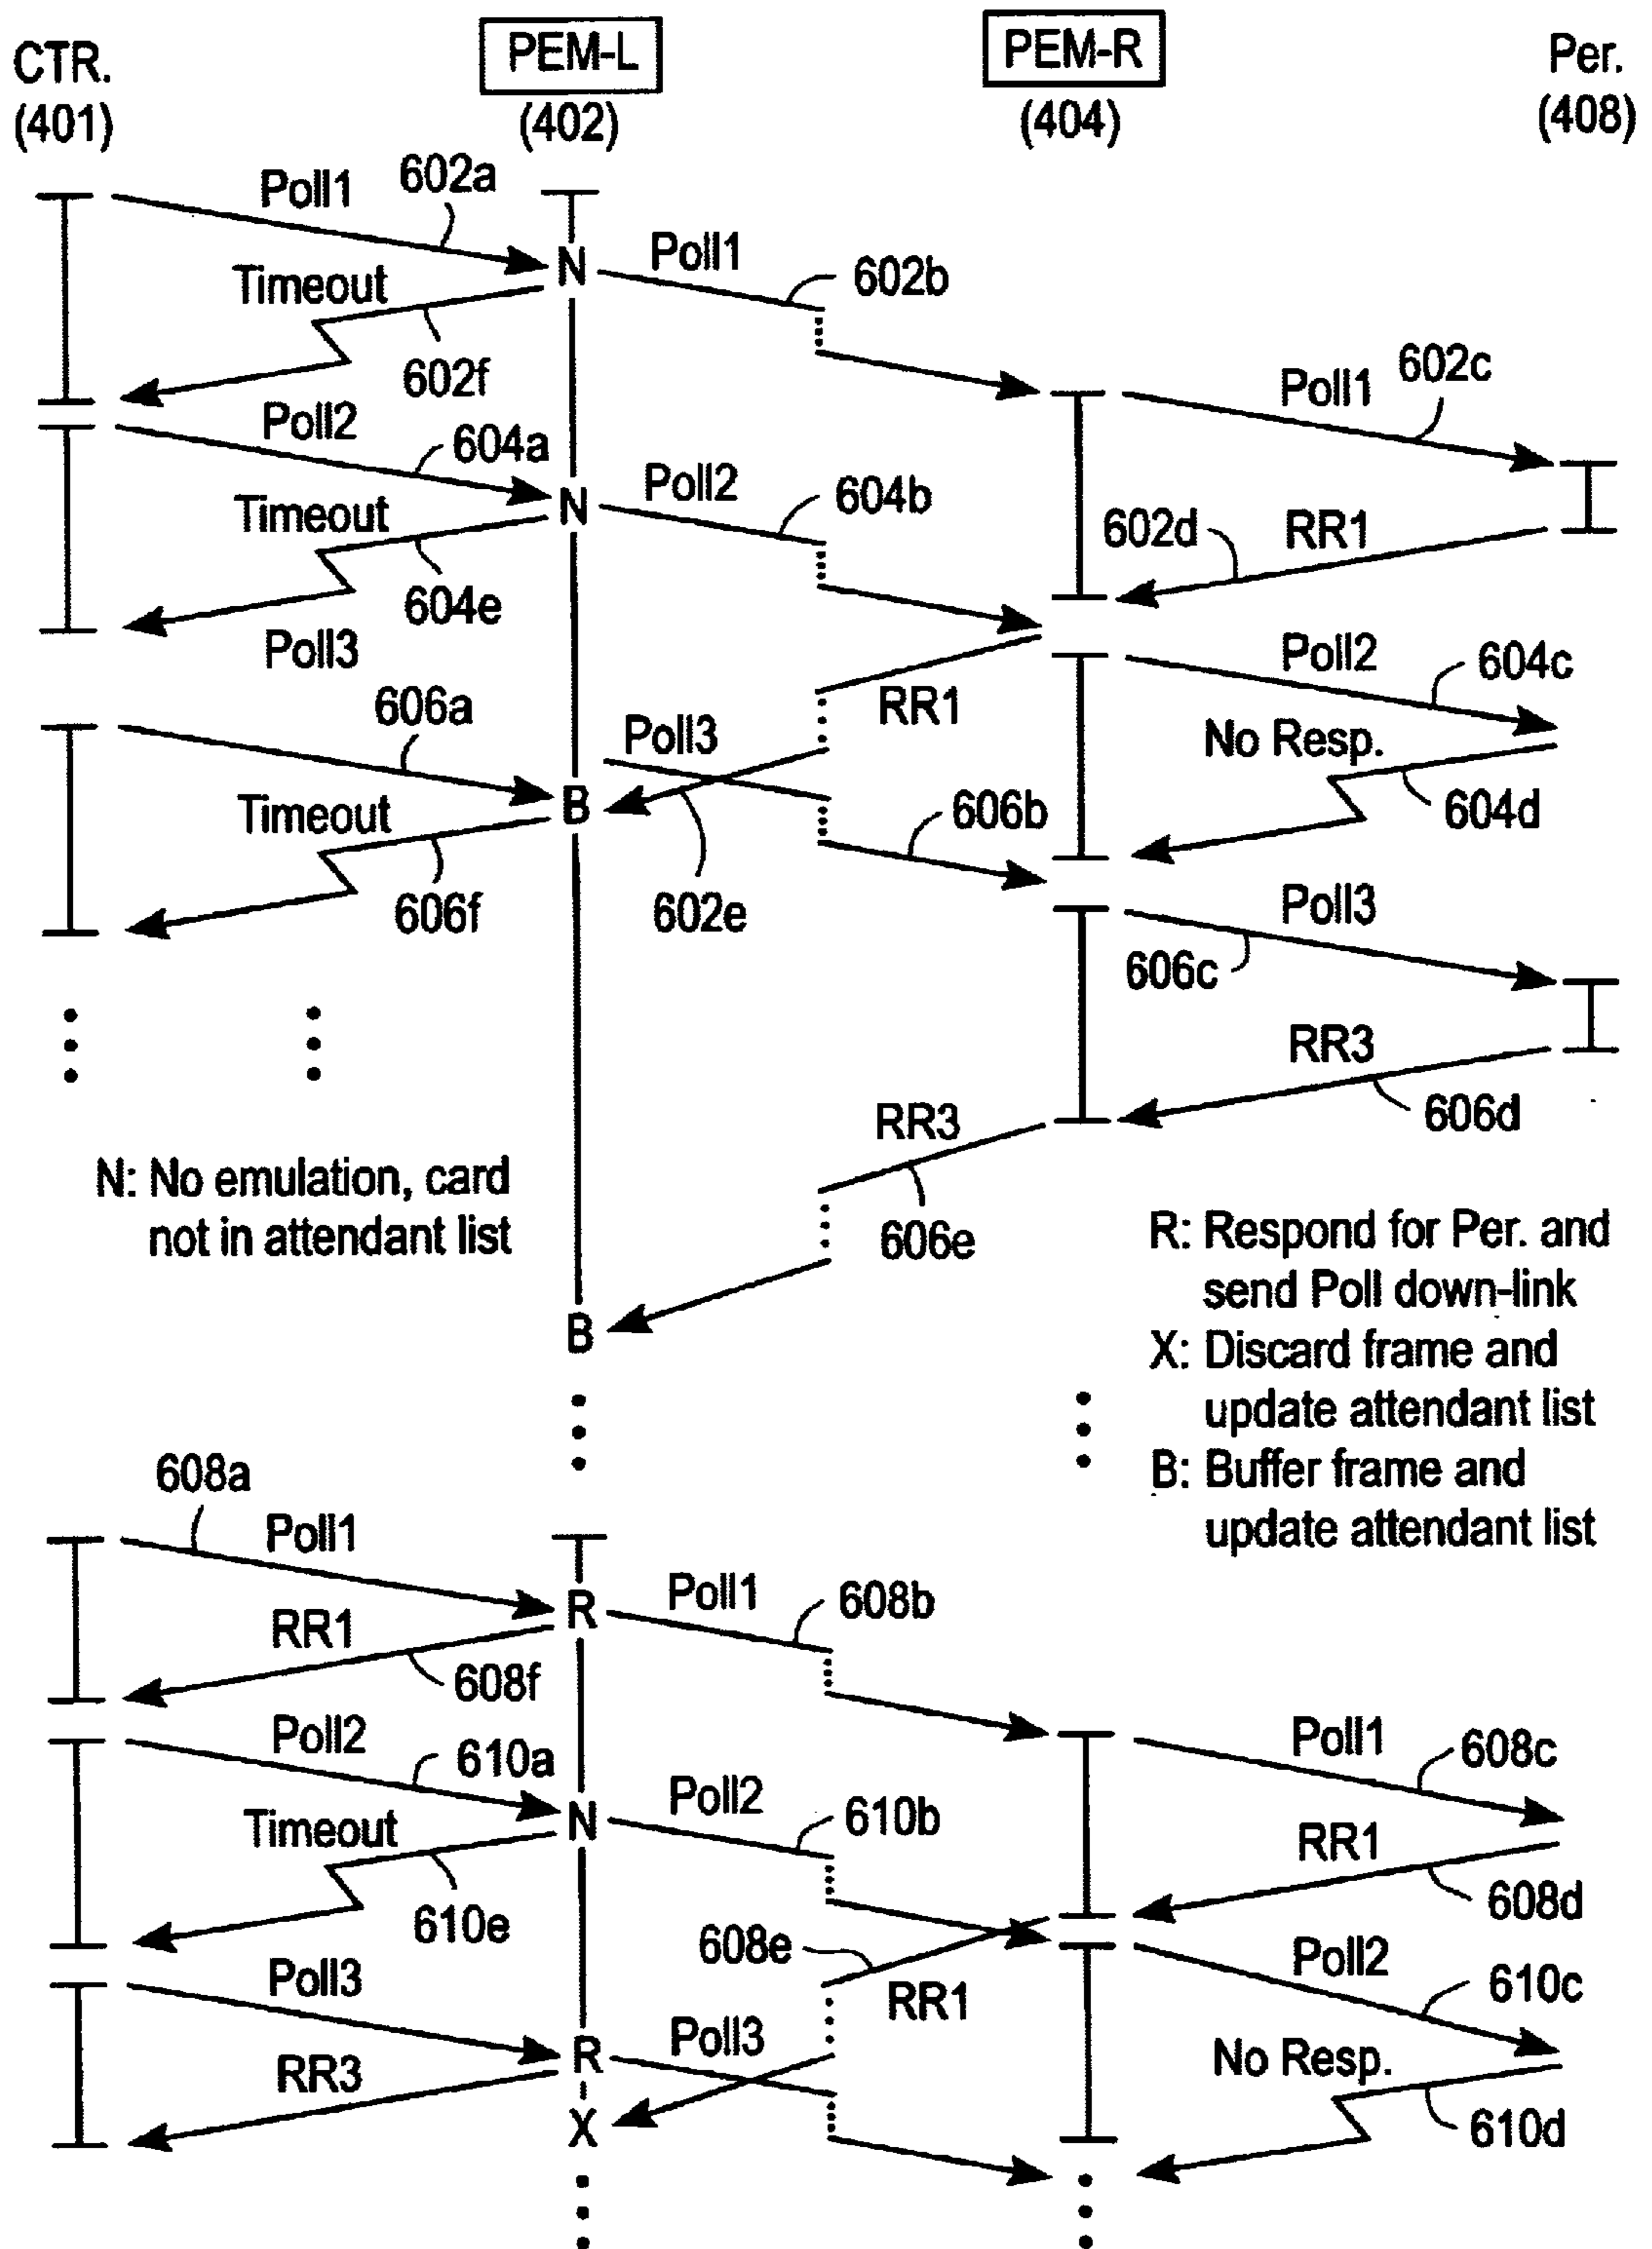 CTR.
(401)
PEM-L
(402)
PEM-R
(404)
Per.
(408)
Poll1
602a
N
Poll1
602b
Timeout
602f
Poll1
602c
Poll2
604a
N
Poll2
604b
Timeout
604e
602d
RR1
Poll3
Poll2
604c
606a
RR1
Poll3
No Resp.
604d
B
Timeout
606b
606f
602e
Poll3
606c
RR3
606d
RR3
606e
N: No emulation, card
not in attendant list
B
R: Respond for Per. and
send Poll down-link
X: Discard frame and
update attendant list
B: Buffer frame and
update attendant list
608a
Poll1
R
Poll1
608b
RR1
608f
Poll2
610a
N
Poll2
610b
Poll1
608c
Timeout
610e
RR1
608d
608e
RR1
Poll3
Poll2
610c
R
Poll3
RR3
X
No Resp.
610d